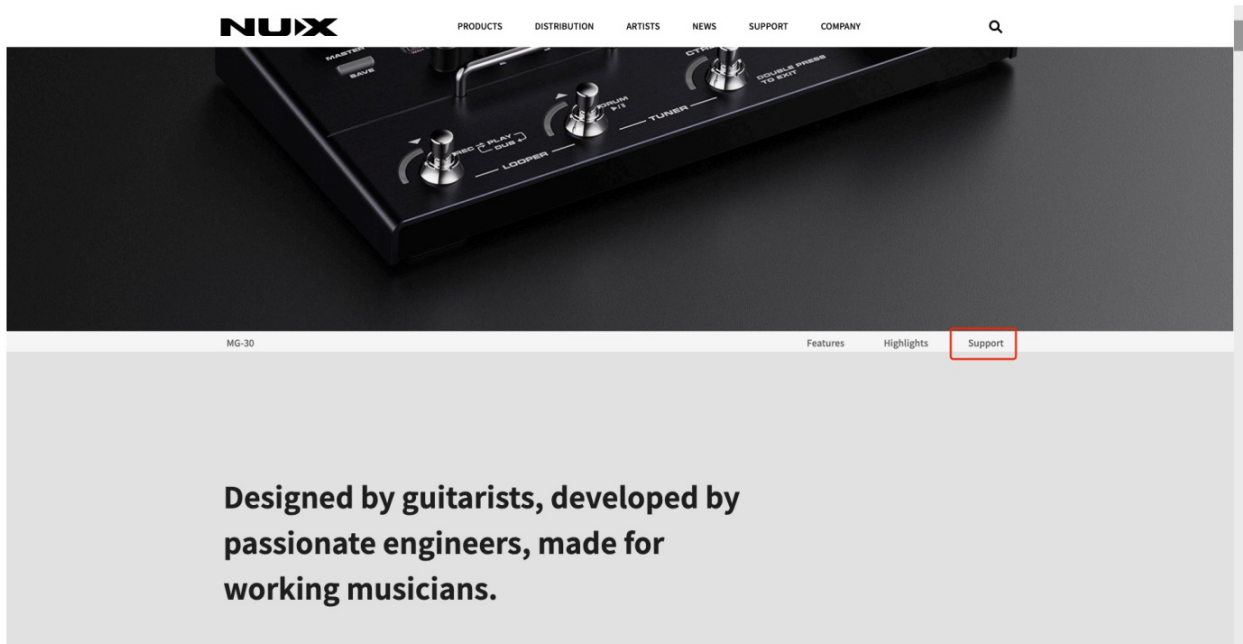 NUX
PRODUCTS DISTRIBUTION ARTISTS NEWS SUPPORT COMPANY
MASTER
SAVE
CTRL
DOUBLE PRESS
TO EXIT
DRUM
TUNER
REC PLAY
DUB
LOOPER
MG-30 Features Highlights Support
Designed by guitarists, developed by
passionate engineers, made for
working musicians.